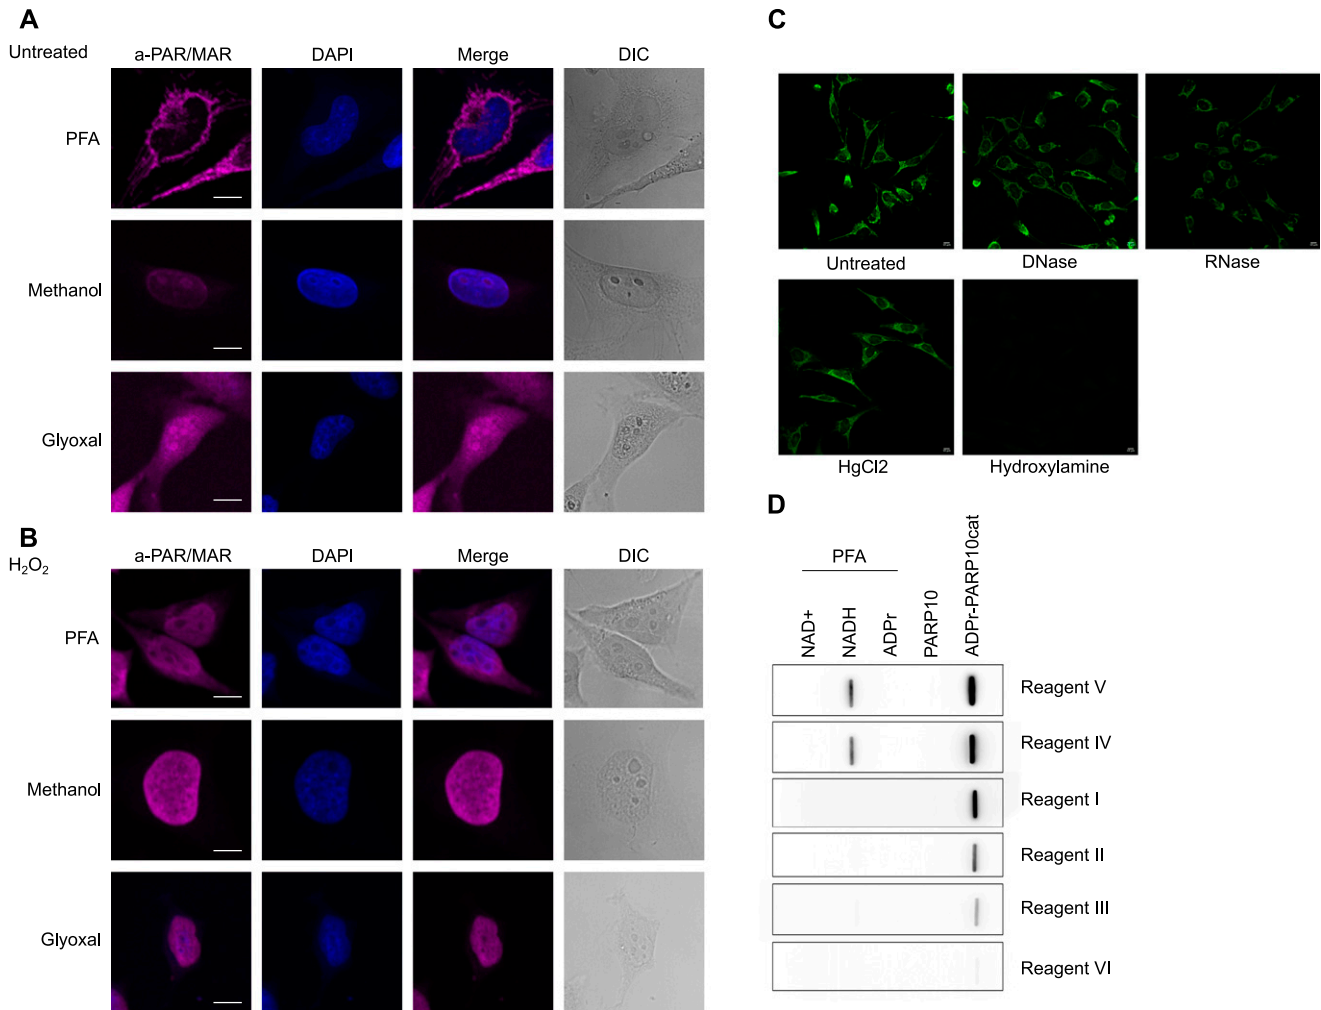 A
Untreated
a-PAR/MAR DAPI Merge DIC
PFA
Methanol
Glyoxal
B
H₂O₂
a-PAR/MAR DAPI Merge DIC
PFA
Methanol
Glyoxal
C
Untreated DNase RNase
HgCl2 Hydroxylamine
D
PFA
NAD+ NADH ADPr PARP10 ADPr-PARP10cat
Reagent V
Reagent IV
Reagent I
Reagent II
Reagent III
Reagent VI